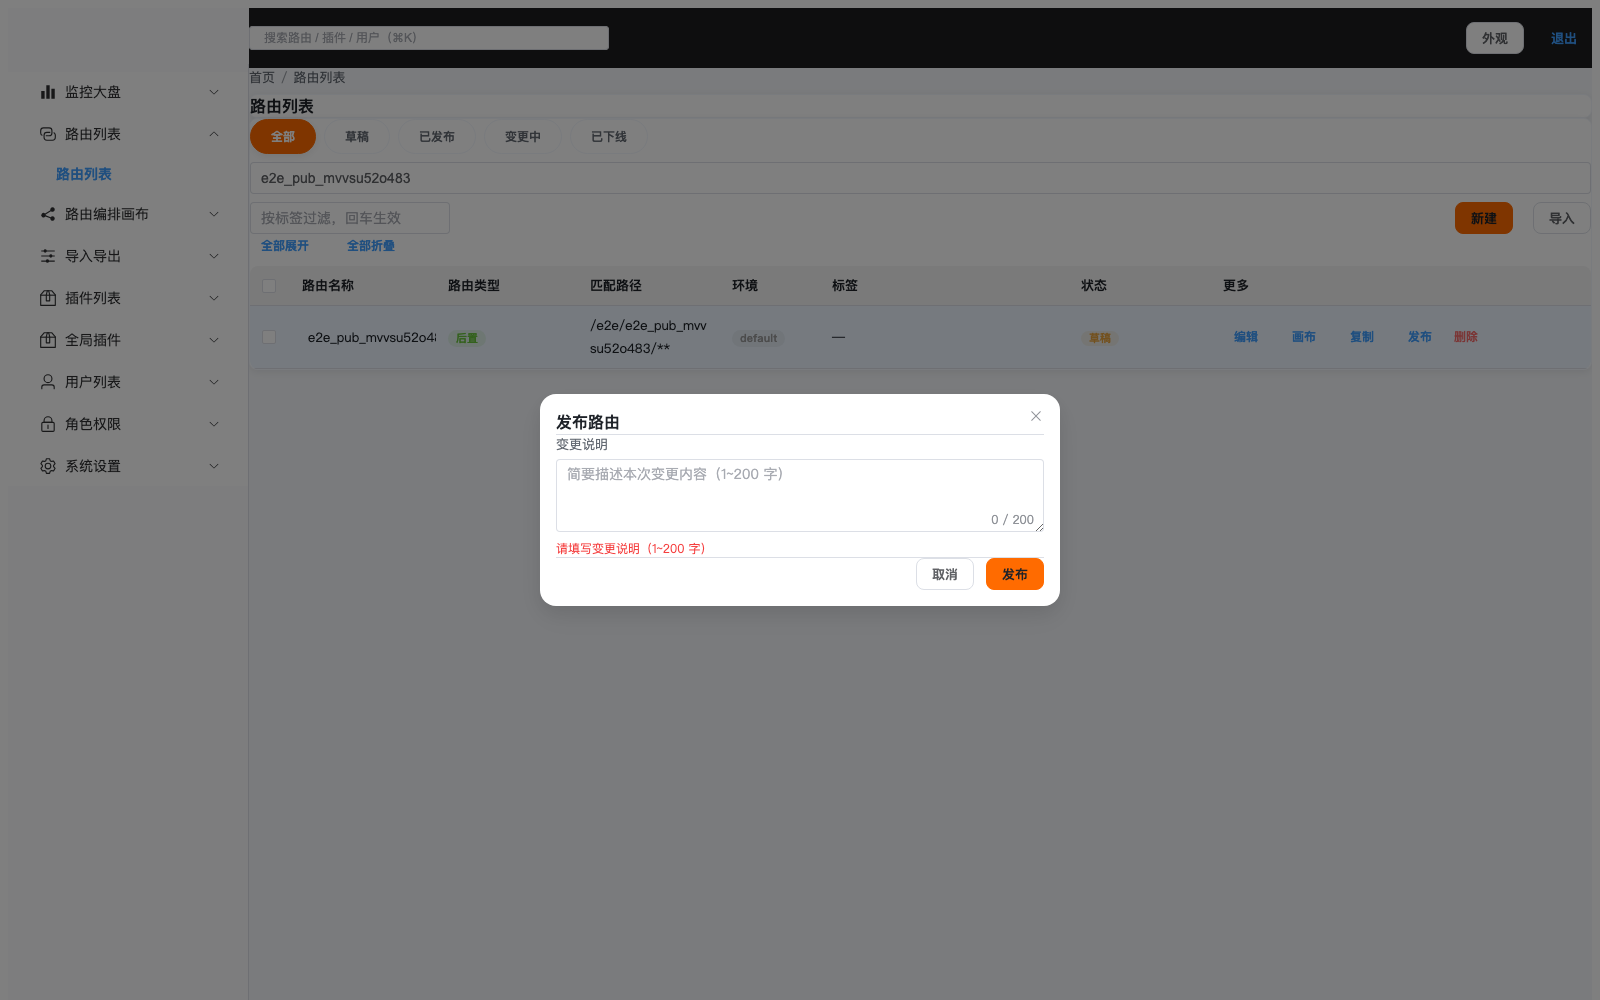 搜索路由 / 插件 / 用户（⌘K）
外观
退出
监控大盘
路由列表
路由列表
路由编排画布
导入导出
插件列表
全局插件
用户列表
角色权限
系统设置
首页 / 路由列表
路由列表
全部 草稿 已发布 变更中 已下线
e2e_pub_mvvsu52o483
按标签过滤，回车生效
新建 导入
全部展开 全部折叠
路由名称 路由类型 匹配路径 环境 标签 状态 更多
e2e_pub_mvvsu52o48 后置 /e2e/e2e_pub_mvv default — 草稿 编辑 画布 复制 发布 删除
su52o483/**
发布路由
变更说明
简要描述本次变更内容（1~200 字）
0 / 200
请填写变更说明（1~200 字）
取消 发布